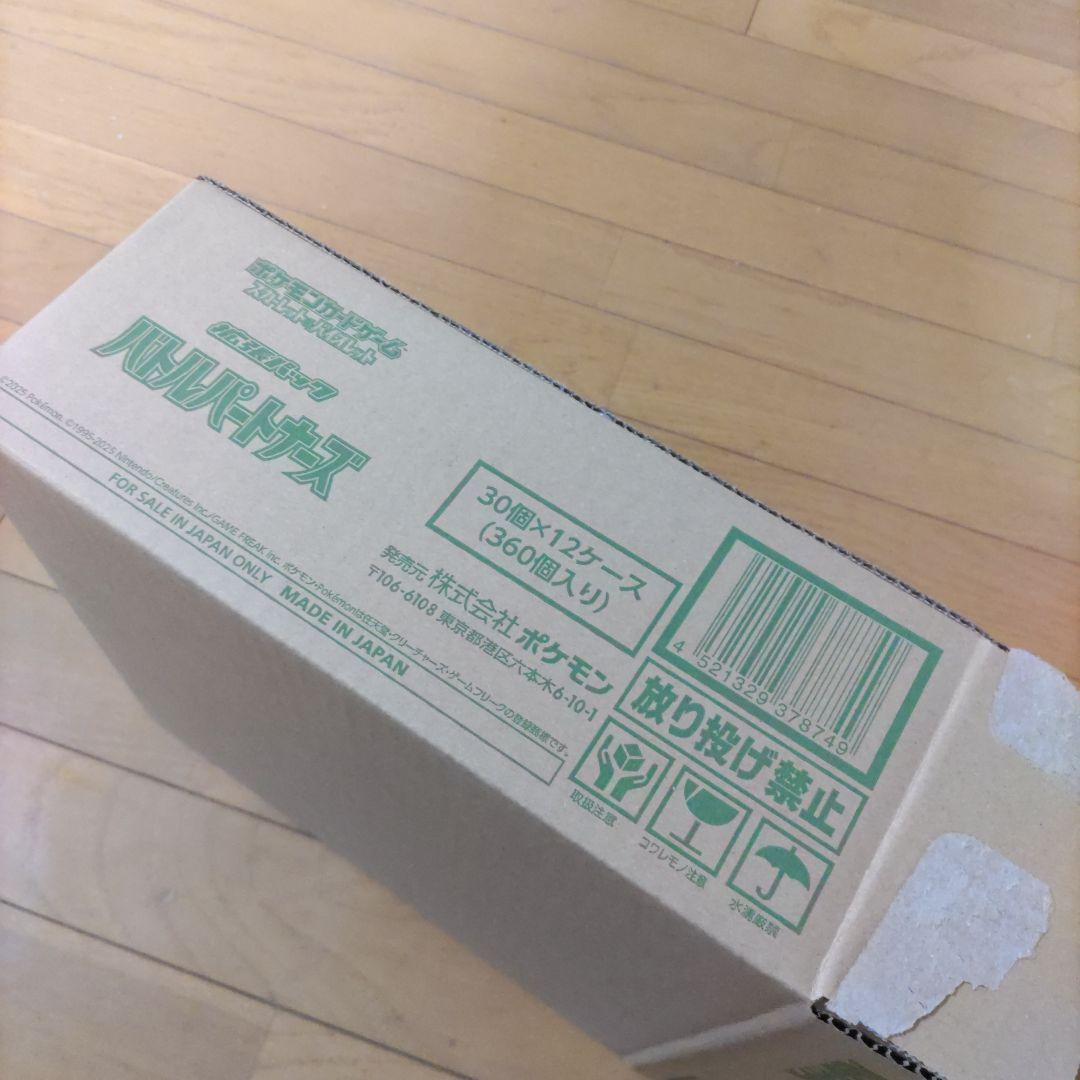 ポケモンカードゲーム
スカーレット&バイオレット
拡張パック
バトルパートナーズ
30個×12ケース
(360個入り)
発売元 株式会社 ポケモン
〒106-6108 東京都港区六本木6-10-1
©2025 Pokémon. ©1995-2025 Nintendo/Creatures Inc./GAME FREAK inc. ポケモン・Pokémonは任天堂・クリーチャーズ・ゲームフリークの登録商標です。
FOR SALE IN JAPAN ONLY MADE IN JAPAN
4 521329 378749
放り投げ禁止
取扱注意
コワレモノ注意
水濡厳禁